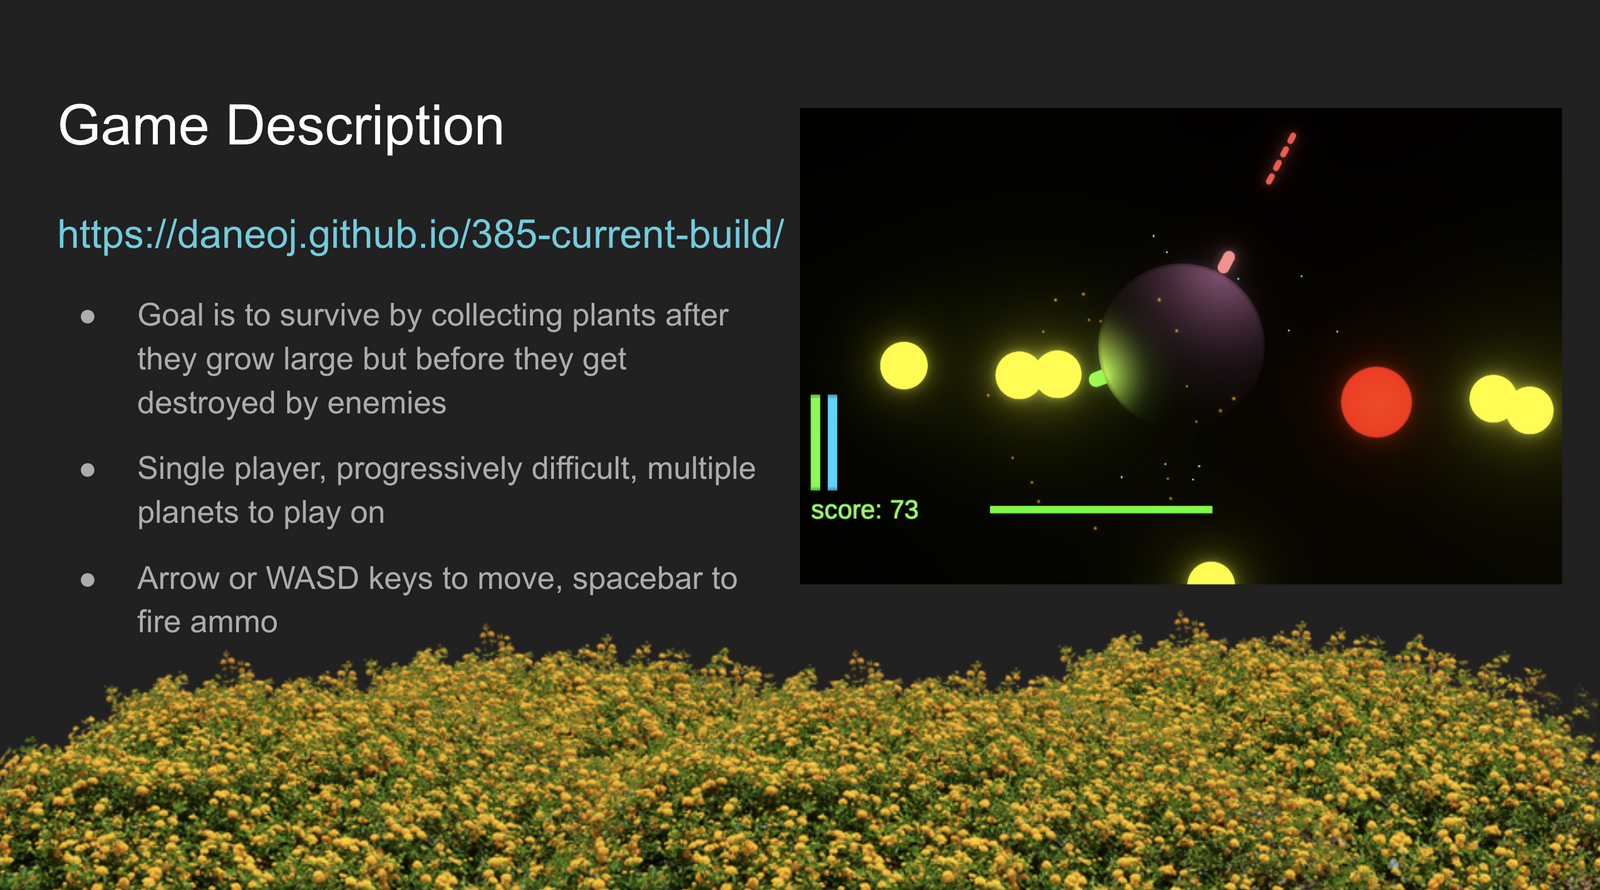 Game Description
https://daneoj.github.io/385-current-build/
● Goal is to survive by collecting plants after
they grow large but before they get
destroyed by enemies
● Single player, progressively difficult, multiple
planets to play on
● Arrow or WASD keys to move, spacebar to
fire ammo
score: 73